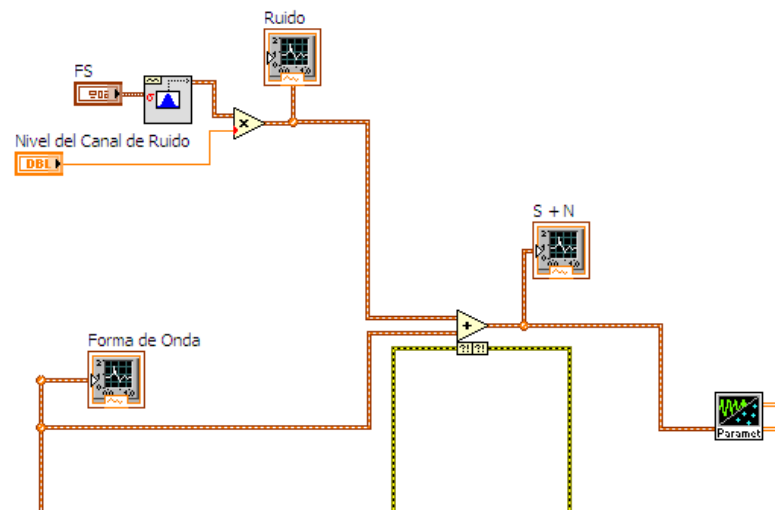 Ruido
FS
Nivel del Canal de Ruido
DBL
S + N
Forma de Onda
Paramet